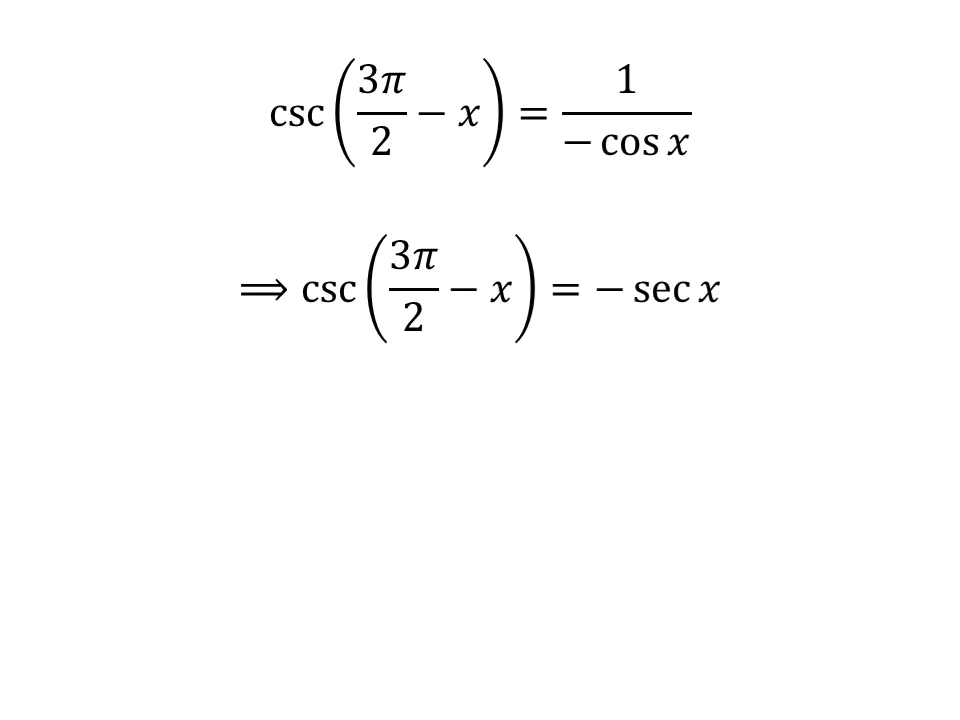 csc(3π/2 − x) = 1/(− cos x)
⟹ csc(3π/2 − x) = − sec x